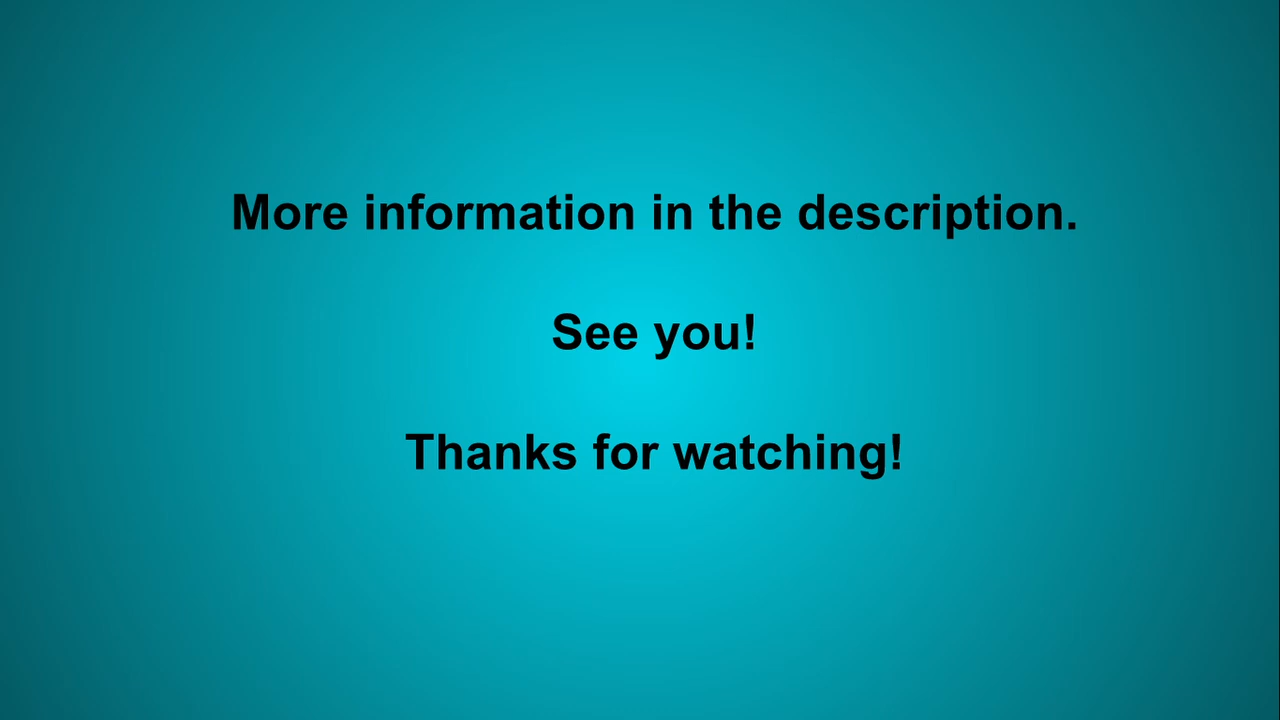 More information in the description.
See you!
Thanks for watching!